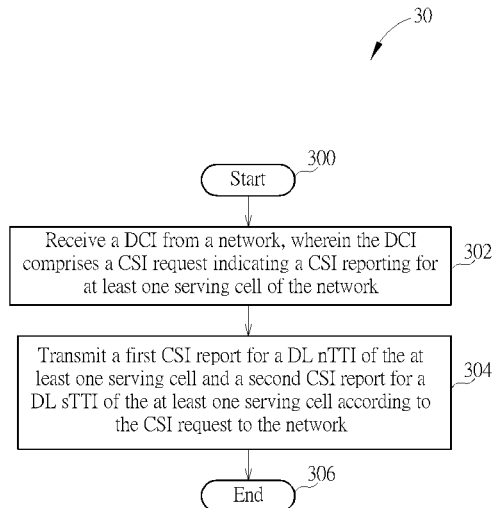 30
300
Start
Receive a DCI from a network, wherein the DCI
comprises a CSI request indicating a CSI reporting for
at least one serving cell of the network
302
Transmit a first CSI report for a DL nTTI of the at
least one serving cell and a second CSI report for a
DL sTTI of the at least one serving cell according to
the CSI request to the network
304
306
End